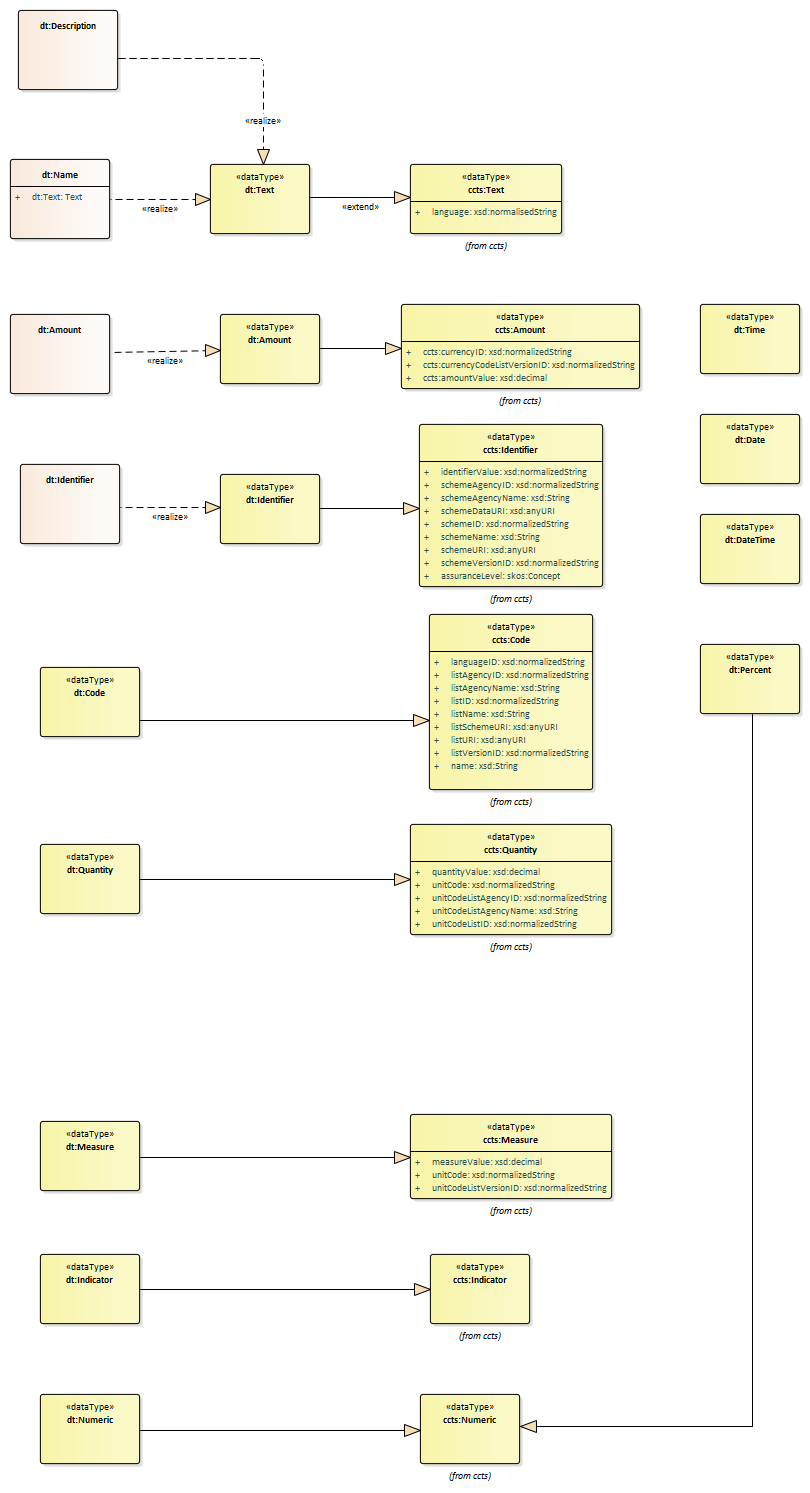 dt:Description
«realize»
dt:Name
+ dt:Text: Text
«realize»
«dataType»
dt:Text
«extend»
«dataType»
ccts:Text
+ language: xsd:normalisedString
(from ccts)
dt:Amount
«realize»
«dataType»
dt:Amount
«dataType»
ccts:Amount
+ ccts:currencyID: xsd:normalizedString
+ ccts:currencyCodeListVersionID: xsd:normalizedString
+ ccts:amountValue: xsd:decimal
(from ccts)
«dataType»
dt:Time
«dataType»
dt:Date
dt:Identifier
«realize»
«dataType»
dt:Identifier
«dataType»
ccts:Identifier
+ identifierValue: xsd:normalizedString
+ schemeAgencyID: xsd:normalizedString
+ schemeAgencyName: xsd:String
+ schemeDataURI: xsd:anyURI
+ schemeID: xsd:normalizedString
+ schemeName: xsd:String
+ schemeURI: xsd:anyURI
+ schemeVersionID: xsd:normalizedString
+ assuranceLevel: skos:Concept
(from ccts)
«dataType»
dt:DateTime
«dataType»
dt:Code
«dataType»
ccts:Code
+ languageID: xsd:normalizedString
+ listAgencyID: xsd:normalizedString
+ listAgencyName: xsd:String
+ listID: xsd:normalizedString
+ listName: xsd:String
+ listSchemeURI: xsd:anyURI
+ listURI: xsd:anyURI
+ listVersionID: xsd:normalizedString
+ name: xsd:String
(from ccts)
«dataType»
dt:Percent
«dataType»
dt:Quantity
«dataType»
ccts:Quantity
+ quantityValue: xsd:decimal
+ unitCode: xsd:normalizedString
+ unitCodeListAgencyID: xsd:normalizedString
+ unitCodeListAgencyName: xsd:String
+ unitCodeListID: xsd:normalizedString
(from ccts)
«dataType»
dt:Measure
«dataType»
ccts:Measure
+ measureValue: xsd:decimal
+ unitCode: xsd:normalizedString
+ unitCodeListVersionID: xsd:normalizedString
(from ccts)
«dataType»
dt:Indicator
«dataType»
ccts:Indicator
(from ccts)
«dataType»
dt:Numeric
«dataType»
ccts:Numeric
(from ccts)